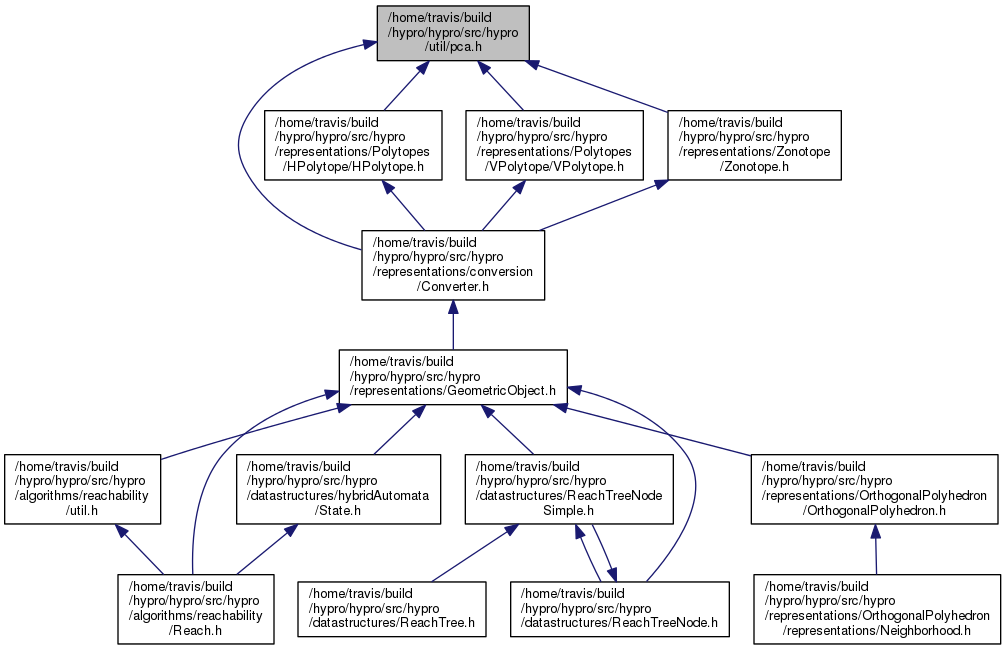 /home/travis/build
/hypro/hypro/src/hypro
/util/pca.h
/home/travis/build
/hypro/hypro/src/hypro
/representations/Polytopes
/HPolytope/HPolytope.h
/home/travis/build
/hypro/hypro/src/hypro
/representations/Polytopes
/VPolytope/VPolytope.h
/home/travis/build
/hypro/hypro/src/hypro
/representations/Zonotope
/Zonotope.h
/home/travis/build
/hypro/hypro/src/hypro
/representations/conversion
/Converter.h
/home/travis/build
/hypro/hypro/src/hypro
/representations/GeometricObject.h
/home/travis/build
/hypro/hypro/src/hypro
/algorithms/reachability
/util.h
/home/travis/build
/hypro/hypro/src/hypro
/datastructures/hybridAutomata
/State.h
/home/travis/build
/hypro/hypro/src/hypro
/datastructures/ReachTreeNode
Simple.h
/home/travis/build
/hypro/hypro/src/hypro
/representations/OrthogonalPolyhedron
/OrthogonalPolyhedron.h
/home/travis/build
/hypro/hypro/src/hypro
/algorithms/reachability
/Reach.h
/home/travis/build
/hypro/hypro/src/hypro
/datastructures/ReachTree.h
/home/travis/build
/hypro/hypro/src/hypro
/datastructures/ReachTreeNode.h
/home/travis/build
/hypro/hypro/src/hypro
/representations/OrthogonalPolyhedron
/representations/Neighborhood.h